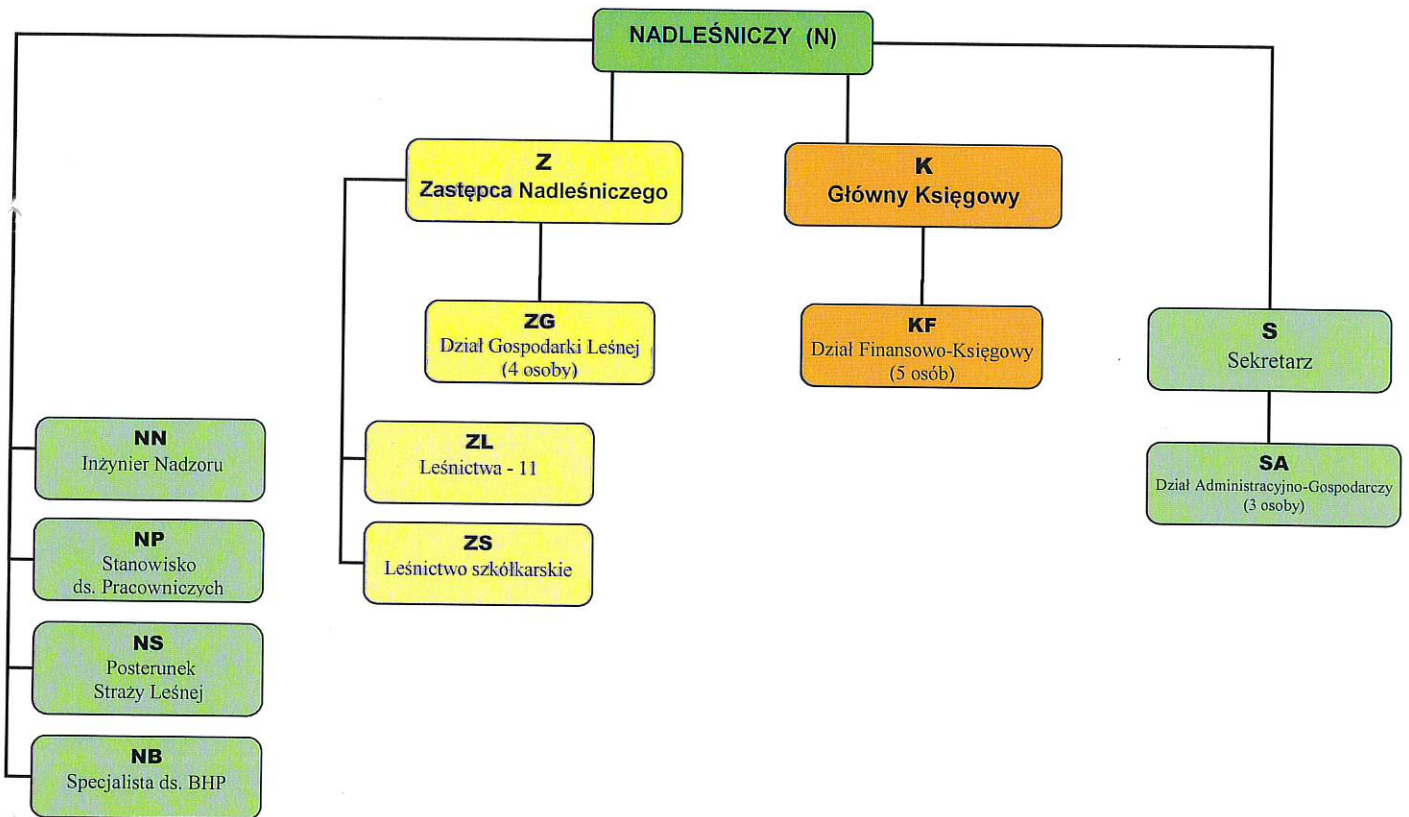 NADLEŚNICZY (N)
Z
Zastępca Nadleśniczego
K
Główny Księgowy
ZG
Dział Gospodarki Leśnej
(4 osoby)
KF
Dział Finansowo-Księgowy
(5 osób)
S
Sekretarz
NN
Inżynier Nadzoru
ZL
Leśnictwa - 11
SA
Dział Administracyjno-Gospodarczy
(3 osoby)
NP
Stanowisko
ds. Pracowniczych
ZS
Leśnictwo szkółkarskie
NS
Posterunek
Straży Leśnej
NB
Specjalista ds. BHP